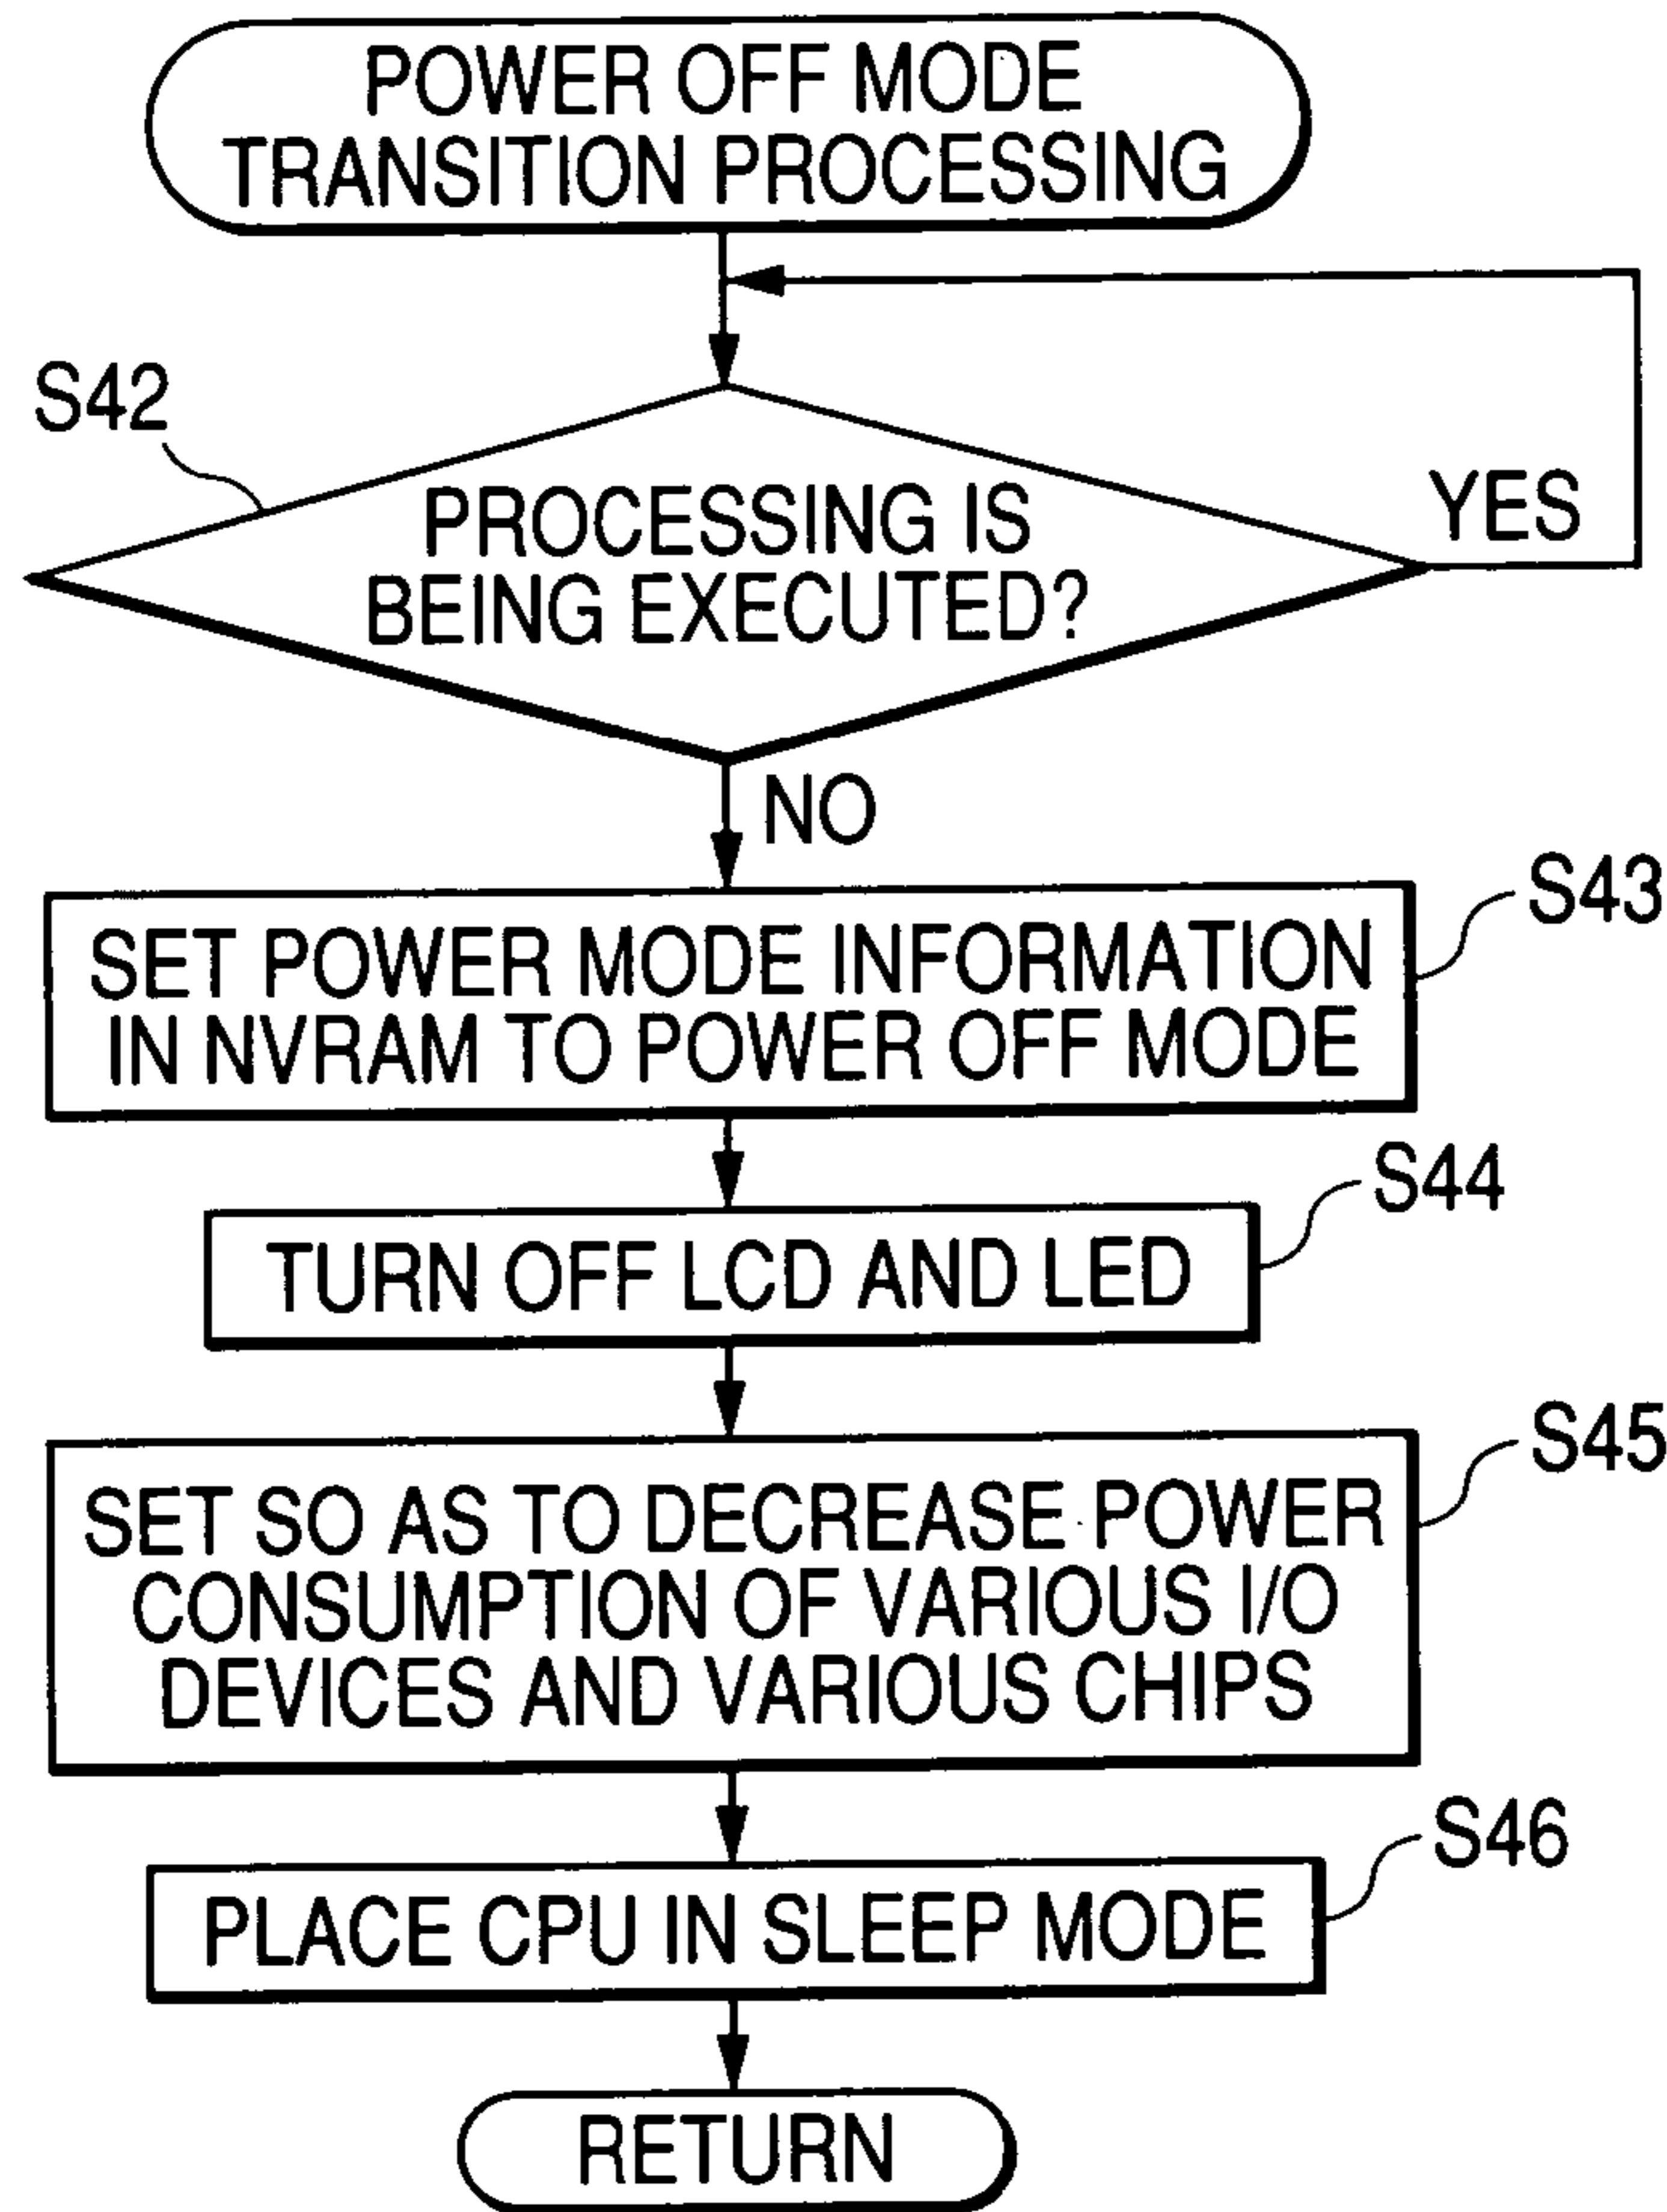 POWER OFF MODE
TRANSITION PROCESSING
S42
PROCESSING IS
BEING EXECUTED?
YES
NO
S43
SET POWER MODE INFORMATION
IN NVRAM TO POWER OFF MODE
S44
TURN OFF LCD AND LED
S45
SET SO AS TO DECREASE POWER
CONSUMPTION OF VARIOUS I/O
DEVICES AND VARIOUS CHIPS
S46
PLACE CPU IN SLEEP MODE
RETURN